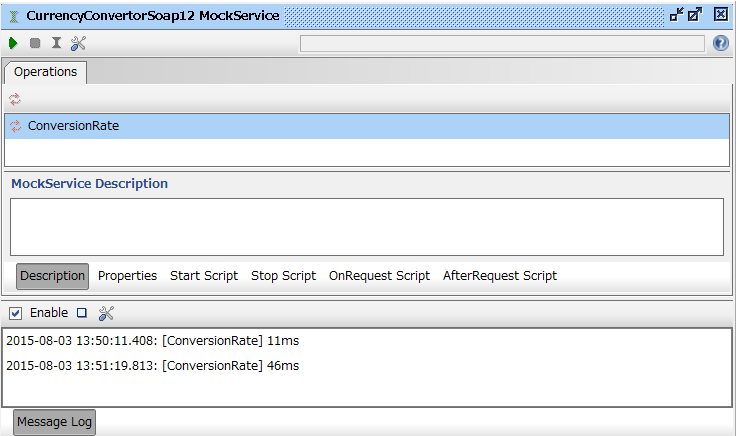 CurrencyConvertorSoap12 MockService
Operations
ConversionRate
MockService Description
Description Properties Start Script Stop Script OnRequest Script AfterRequest Script
Enable
2015-08-03 13:50:11.408: [ConversionRate] 11ms
2015-08-03 13:51:19.813: [ConversionRate] 46ms
Message Log